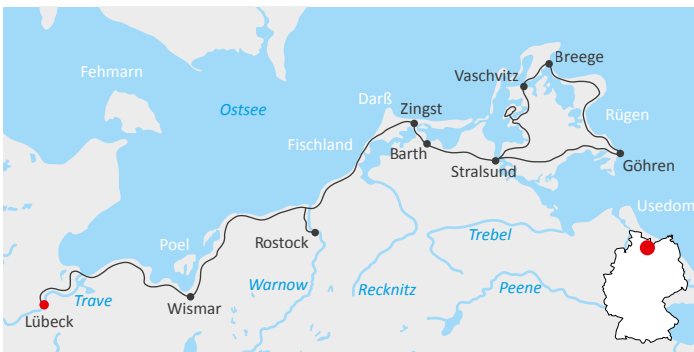 Breege
Fehmarn
Vaschvitz
Ostsee
Darß
Zingst
Rügen
Fischland
Barth
Stralsund
Göhren
Usedom
Poel
Rostock
Trebel
Warnow
Recknitz
Peene
Trave
Wismar
Lübeck